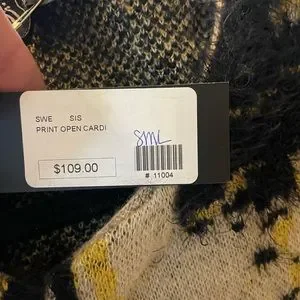 SWE SIS
PRINT OPEN CARDI
SML
$109.00
# 11004